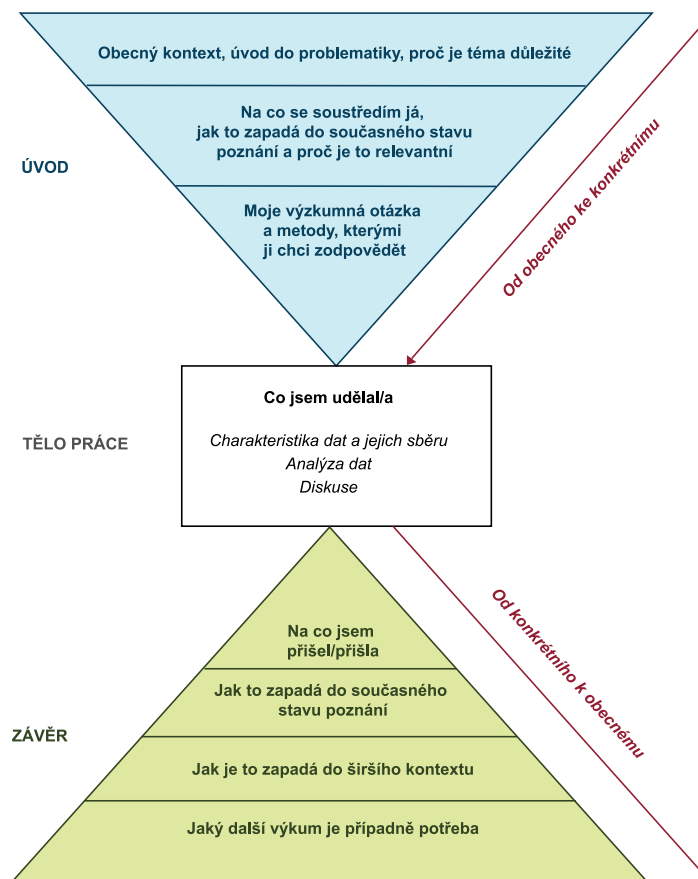 Obecný kontext, úvod do problematiky, proč je téma důležité
Na co se soustředím já,
jak to zapadá do současného stavu
poznání a proč je to relevantní
ÚVOD
Moje výzkumná otázka
a metody, kterými
ji chci zodpovědět
Od obecného ke konkrétnímu
Co jsem udělal/a
TĚLO PRÁCE
Charakteristika dat a jejich sběru
Analýza dat
Diskuse
Od konkrétního k obecnému
Na co jsem
přišel/přišla
Jak to zapadá do současného
stavu poznání
ZÁVĚR
Jak je to zapadá do širšího kontextu
Jaký další výkum je případně potřeba